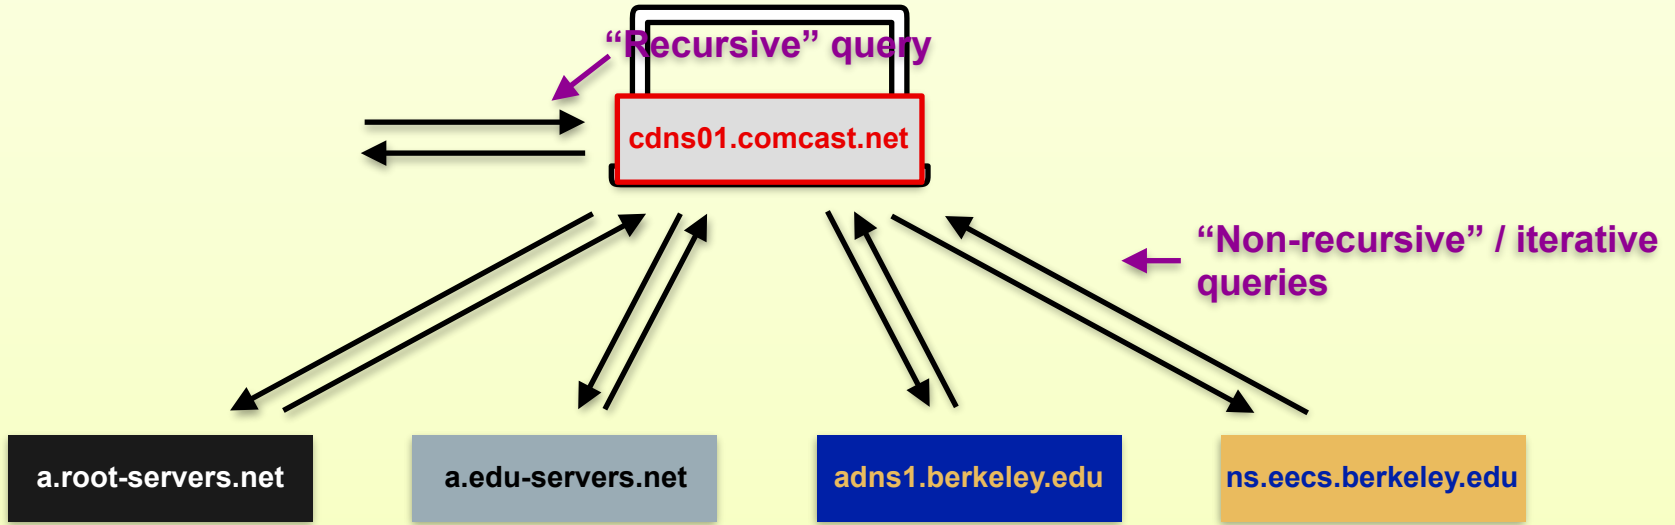 “Recursive” query
cdns01.comcast.net
“Non-recursive” / iterative
queries
a.root-servers.net
a.edu-servers.net
adns1.berkeley.edu
ns.eecs.berkeley.edu